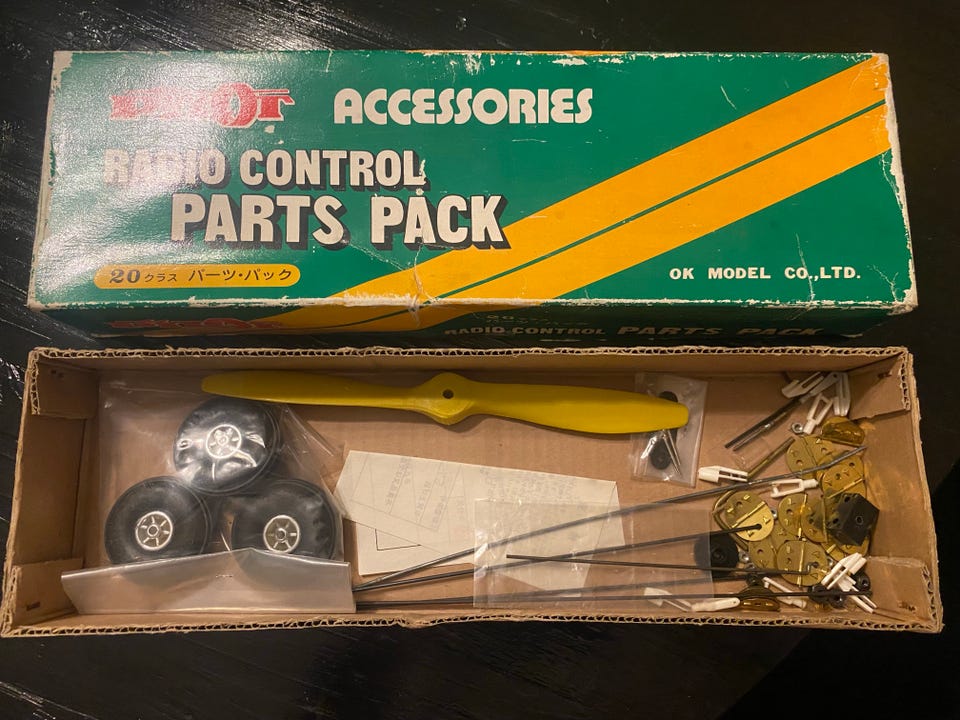 PILOT ACCESSORIES
RADIO CONTROL
PARTS PACK
20クラス パーツ・パック
OK MODEL CO.,LTD.
RADIO CONTROL PARTS PACK